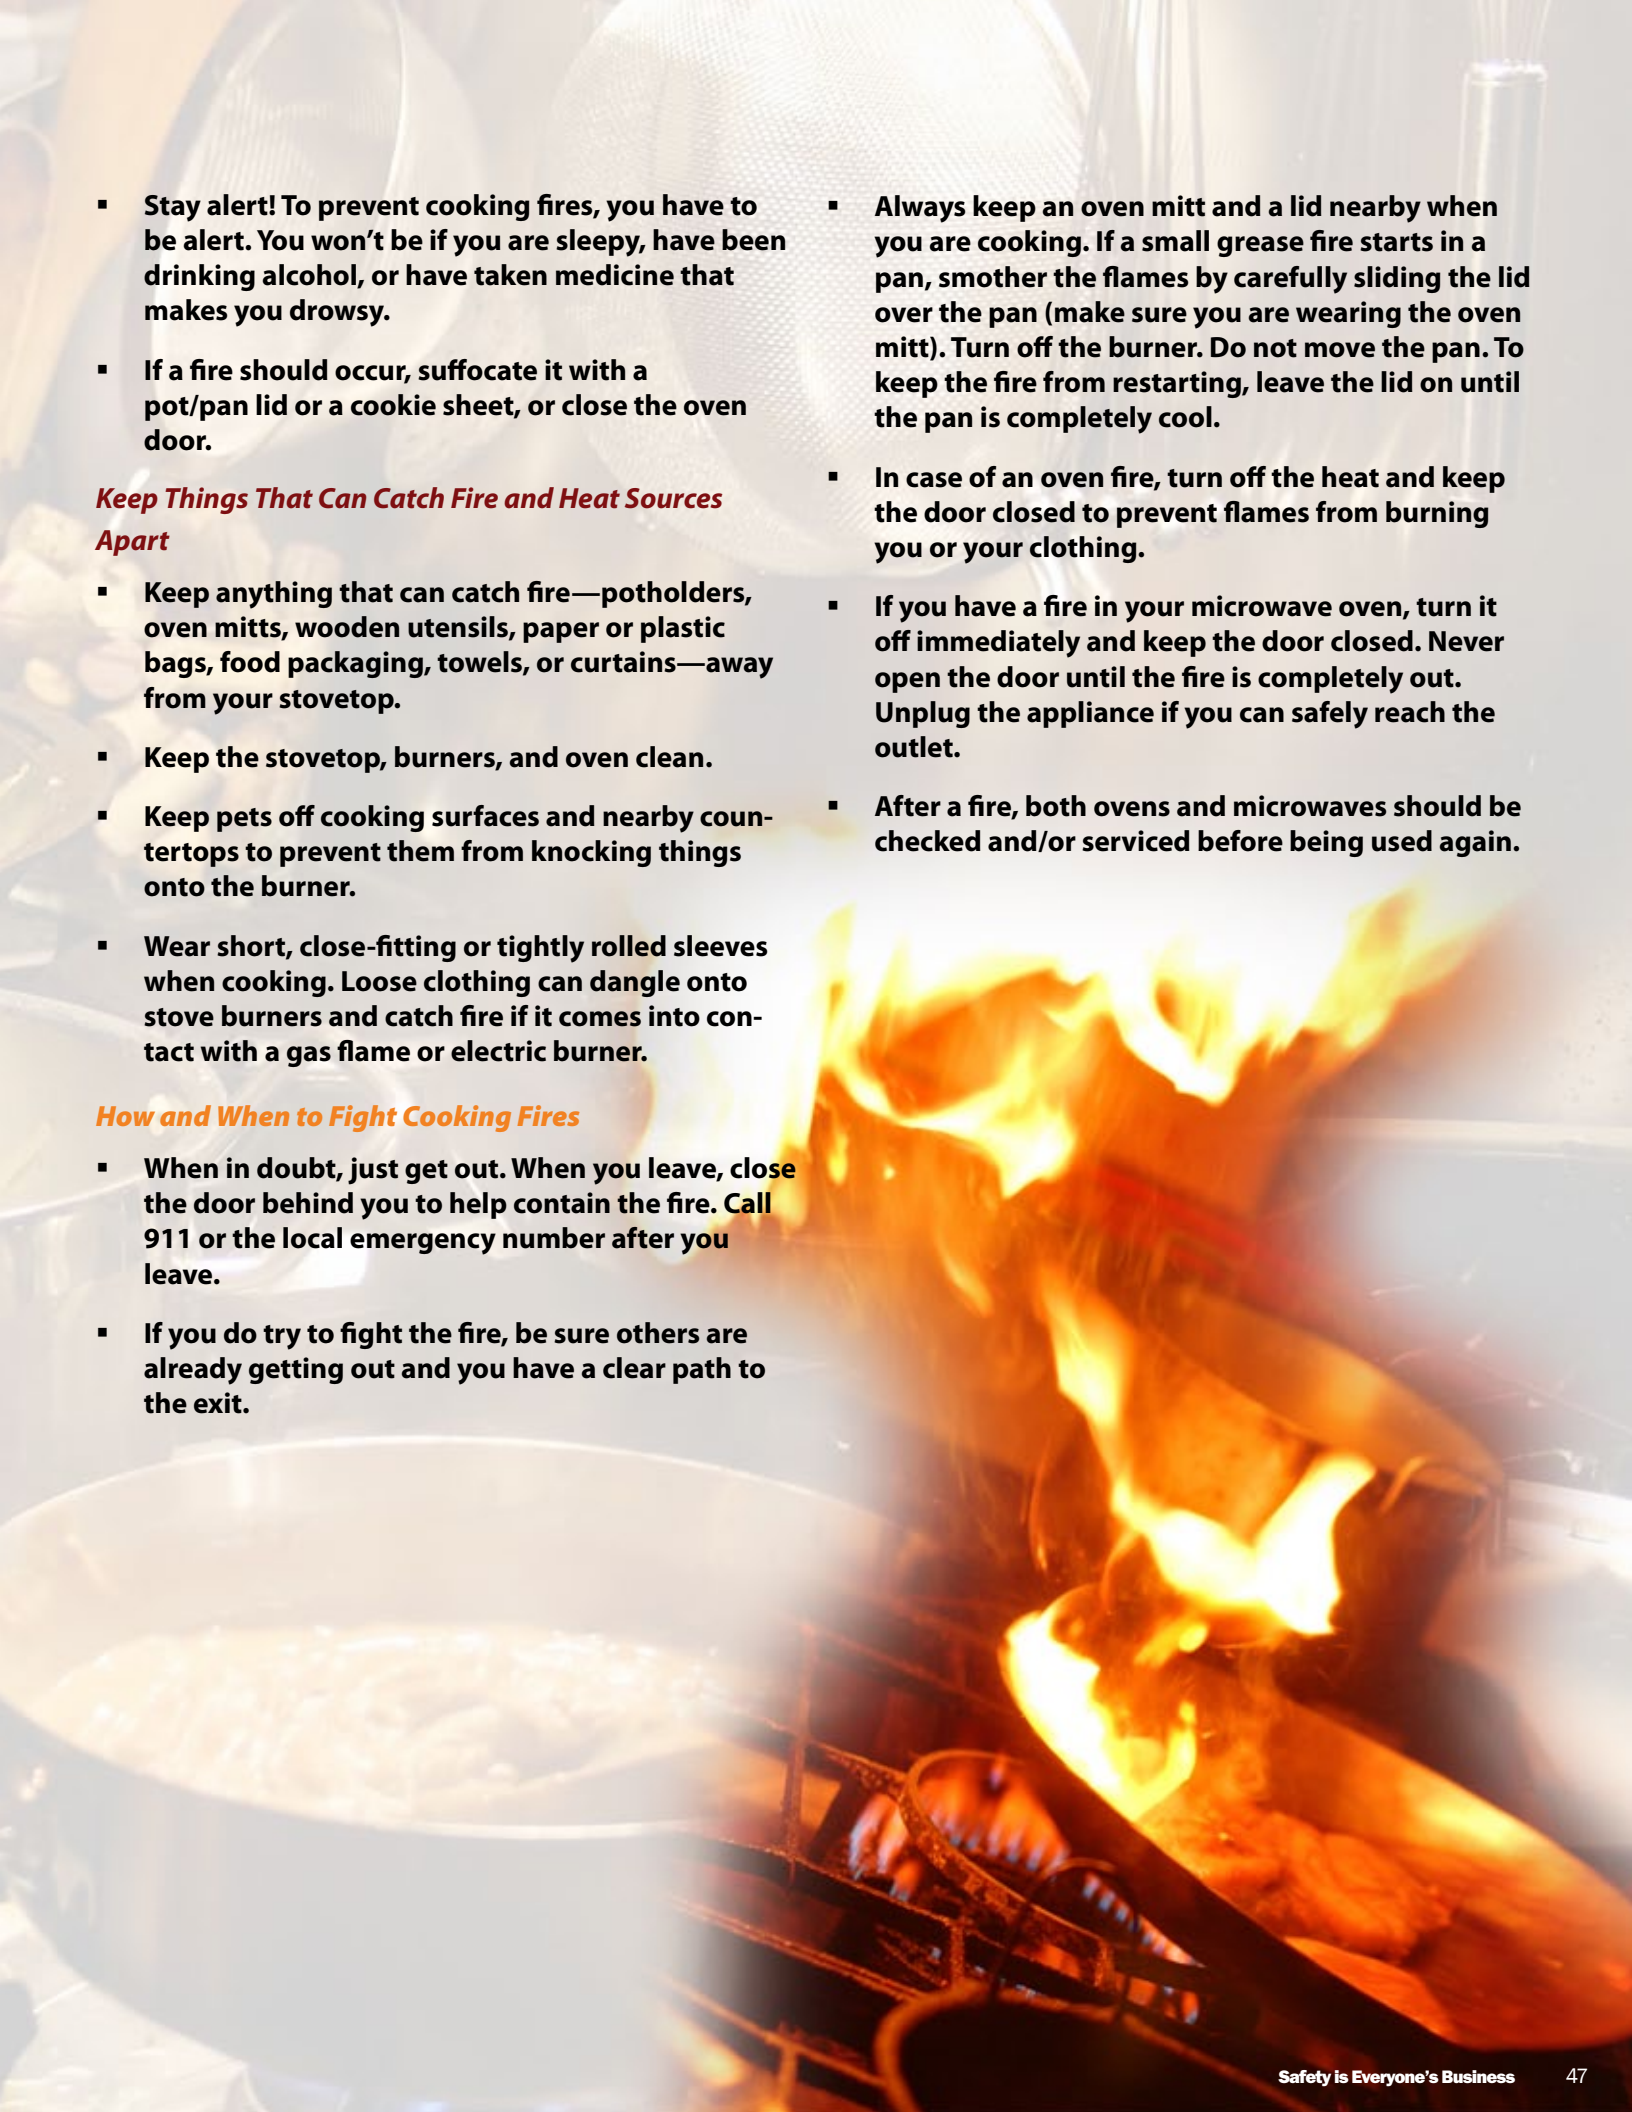 ▪ Stay alert! To prevent cooking fires, you have to
be alert. You won’t be if you are sleepy, have been
drinking alcohol, or have taken medicine that
makes you drowsy.
▪ If a fire should occur, suffocate it with a
pot/pan lid or a cookie sheet, or close the oven
door.
Keep Things That Can Catch Fire and Heat Sources
Apart
▪ Keep anything that can catch fire—potholders,
oven mitts, wooden utensils, paper or plastic
bags, food packaging, towels, or curtains—away
from your stovetop.
▪ Keep the stovetop, burners, and oven clean.
▪ Keep pets off cooking surfaces and nearby coun-
tertops to prevent them from knocking things
onto the burner.
▪ Wear short, close-fitting or tightly rolled sleeves
when cooking. Loose clothing can dangle onto
stove burners and catch fire if it comes into con-
tact with a gas flame or electric burner.
How and When to Fight Cooking Fires
▪ When in doubt, just get out. When you leave, close
the door behind you to help contain the fire. Call
911 or the local emergency number after you
leave.
▪ If you do try to fight the fire, be sure others are
already getting out and you have a clear path to
the exit.
▪ Always keep an oven mitt and a lid nearby when
you are cooking. If a small grease fire starts in a
pan, smother the flames by carefully sliding the lid
over the pan (make sure you are wearing the oven
mitt). Turn off the burner. Do not move the pan. To
keep the fire from restarting, leave the lid on until
the pan is completely cool.
▪ In case of an oven fire, turn off the heat and keep
the door closed to prevent flames from burning
you or your clothing.
▪ If you have a fire in your microwave oven, turn it
off immediately and keep the door closed. Never
open the door until the fire is completely out.
Unplug the appliance if you can safely reach the
outlet.
▪ After a fire, both ovens and microwaves should be
checked and/or serviced before being used again.
Safety is Everyone’s Business 47